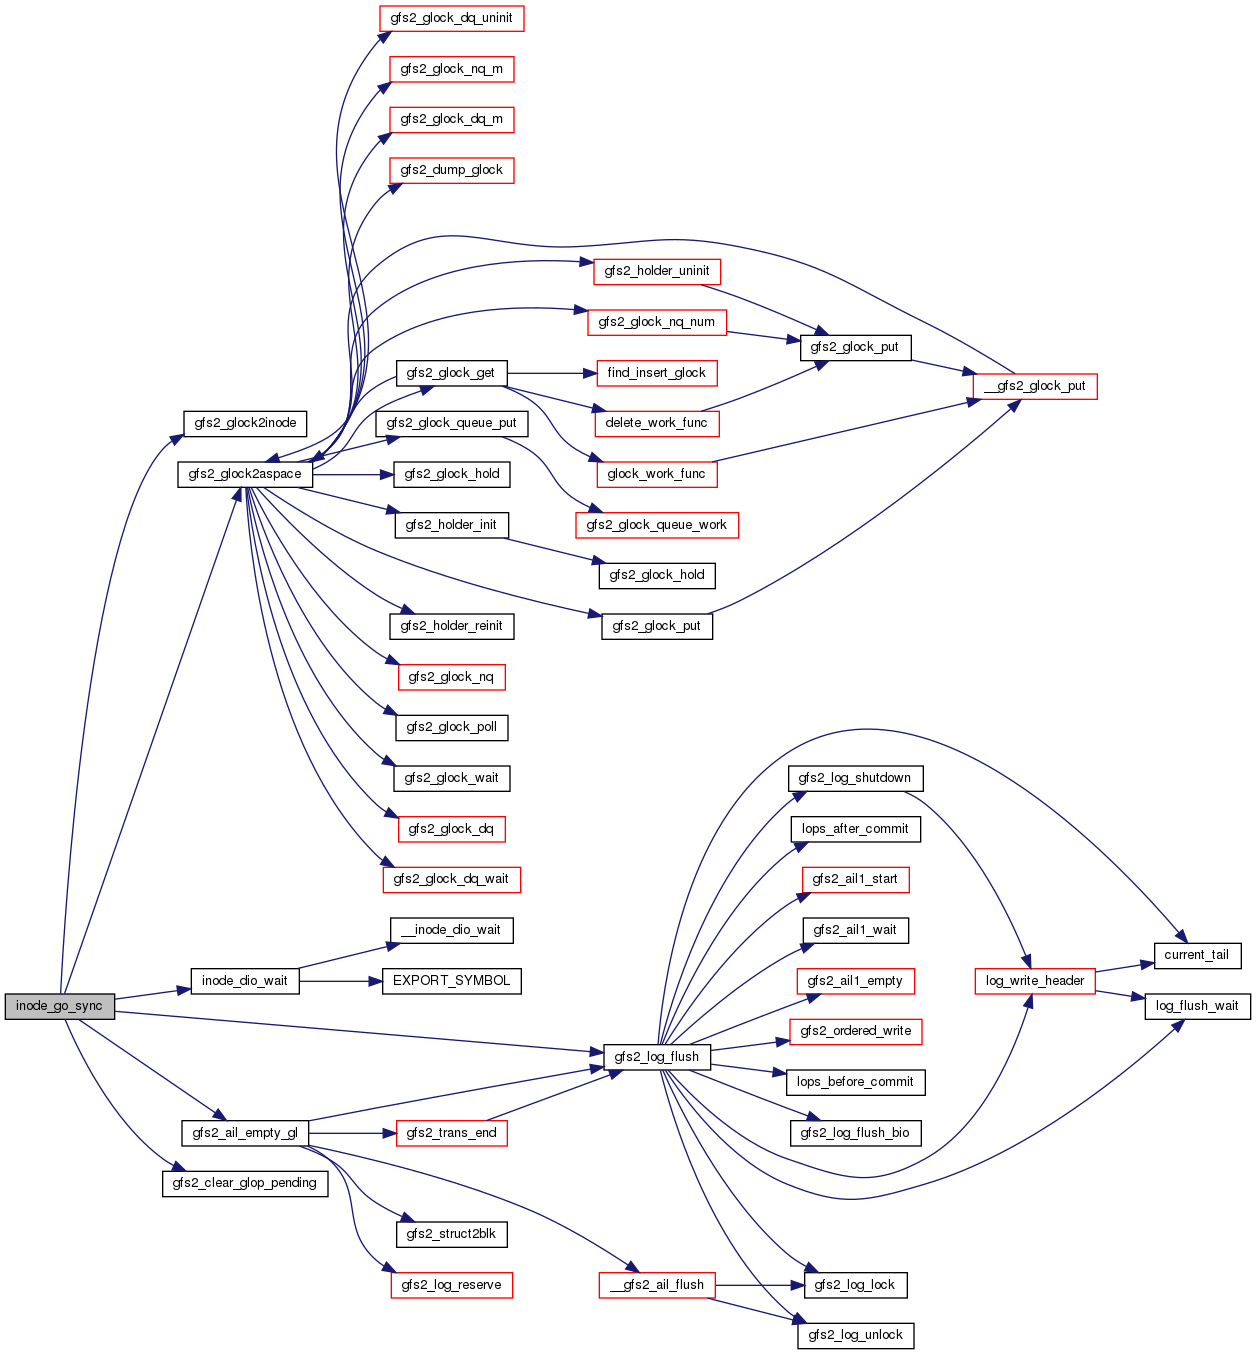 gfs2_glock_dq_uninit
gfs2_glock_nq_m
gfs2_glock_dq_m
gfs2_dump_glock
gfs2_holder_uninit
gfs2_glock_nq_num
gfs2_glock_put
gfs2_glock_get
find_insert_glock
__gfs2_glock_put
gfs2_glock2inode
gfs2_glock_queue_put
delete_work_func
gfs2_glock2aspace
gfs2_glock_hold
glock_work_func
gfs2_holder_init
gfs2_glock_queue_work
gfs2_glock_hold
gfs2_holder_reinit
gfs2_glock_put
gfs2_glock_nq
gfs2_glock_poll
gfs2_glock_wait
gfs2_log_shutdown
gfs2_glock_dq
lops_after_commit
gfs2_glock_dq_wait
gfs2_ail1_start
__inode_dio_wait
gfs2_ail1_wait
current_tail
inode_dio_wait
EXPORT_SYMBOL
gfs2_ail1_empty
log_write_header
inode_go_sync
log_flush_wait
gfs2_ordered_write
gfs2_log_flush
lops_before_commit
gfs2_ail_empty_gl
gfs2_trans_end
gfs2_log_flush_bio
gfs2_clear_glop_pending
gfs2_struct2blk
gfs2_log_reserve
__gfs2_ail_flush
gfs2_log_lock
gfs2_log_unlock